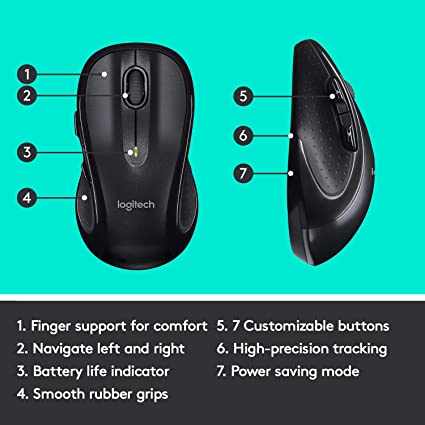 1
2
3
4
logitech
5
6
7
1. Finger support for comfort
2. Navigate left and right
3. Battery life indicator
4. Smooth rubber grips
5. 7 Customizable buttons
6. High-precision tracking
7. Power saving mode